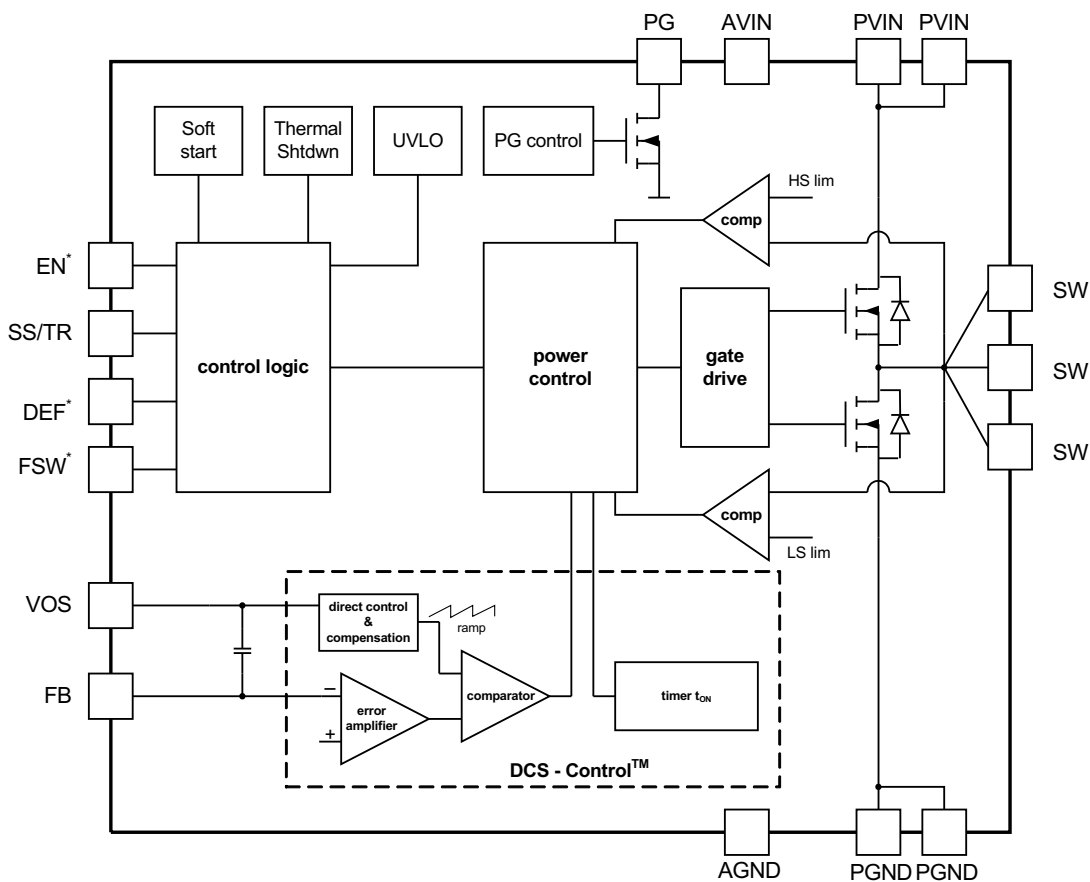 PG AVIN PVIN PVIN
Soft
start
Thermal
Shtdwn
UVLO
PG control
HS lim
comp
EN*
SS/TR
DEF*
FSW*
control logic
power
control
gate
drive
SW
SW
SW
comp
LS lim
VOS
FB
direct control
&
compensation
ramp
−
+
error
amplifier
comparator
timer tON
DCS - Control™
AGND PGND PGND